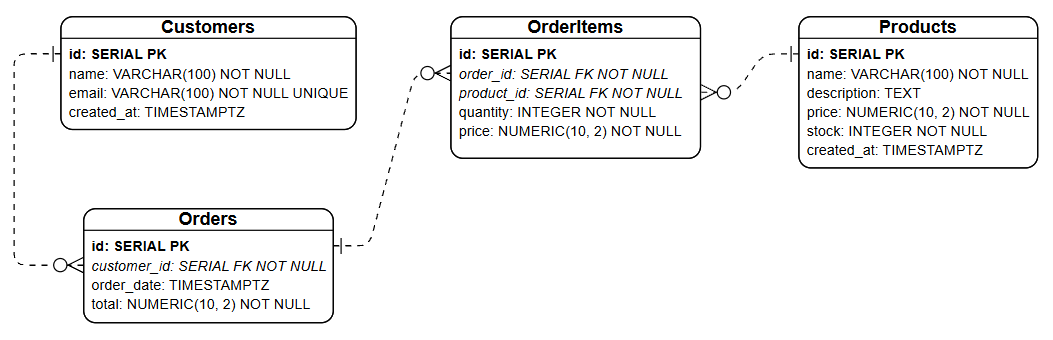 Customers
id: SERIAL PK
name: VARCHAR(100) NOT NULL
email: VARCHAR(100) NOT NULL UNIQUE
created_at: TIMESTAMPTZ
OrderItems
id: SERIAL PK
order_id: SERIAL FK NOT NULL
product_id: SERIAL FK NOT NULL
quantity: INTEGER NOT NULL
price: NUMERIC(10, 2) NOT NULL
Products
id: SERIAL PK
name: VARCHAR(100) NOT NULL
description: TEXT
price: NUMERIC(10, 2) NOT NULL
stock: INTEGER NOT NULL
created_at: TIMESTAMPTZ
Orders
id: SERIAL PK
customer_id: SERIAL FK NOT NULL
order_date: TIMESTAMPTZ
total: NUMERIC(10, 2) NOT NULL